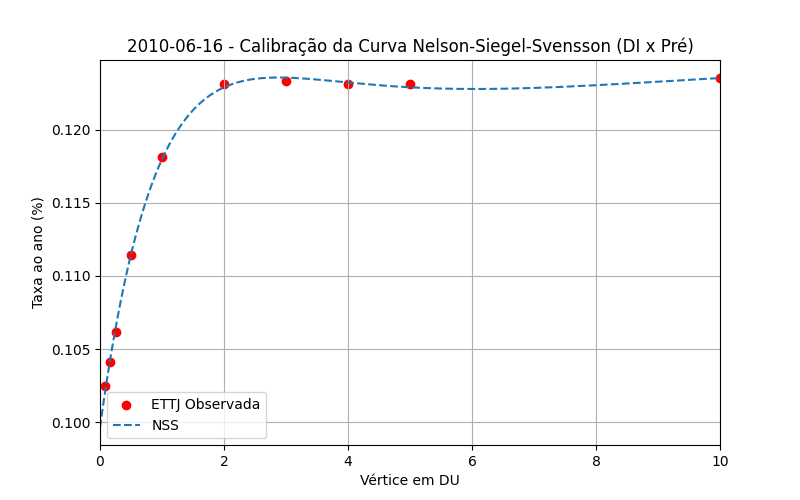 2010-06-16 - Calibração da Curva Nelson-Siegel-Svensson (DI x Pré)
Taxa ao ano (%)
0.120
0.115
0.110
0.105
0.100
ETTJ Observada
NSS
0 2 4 6 8 10
Vértice em DU